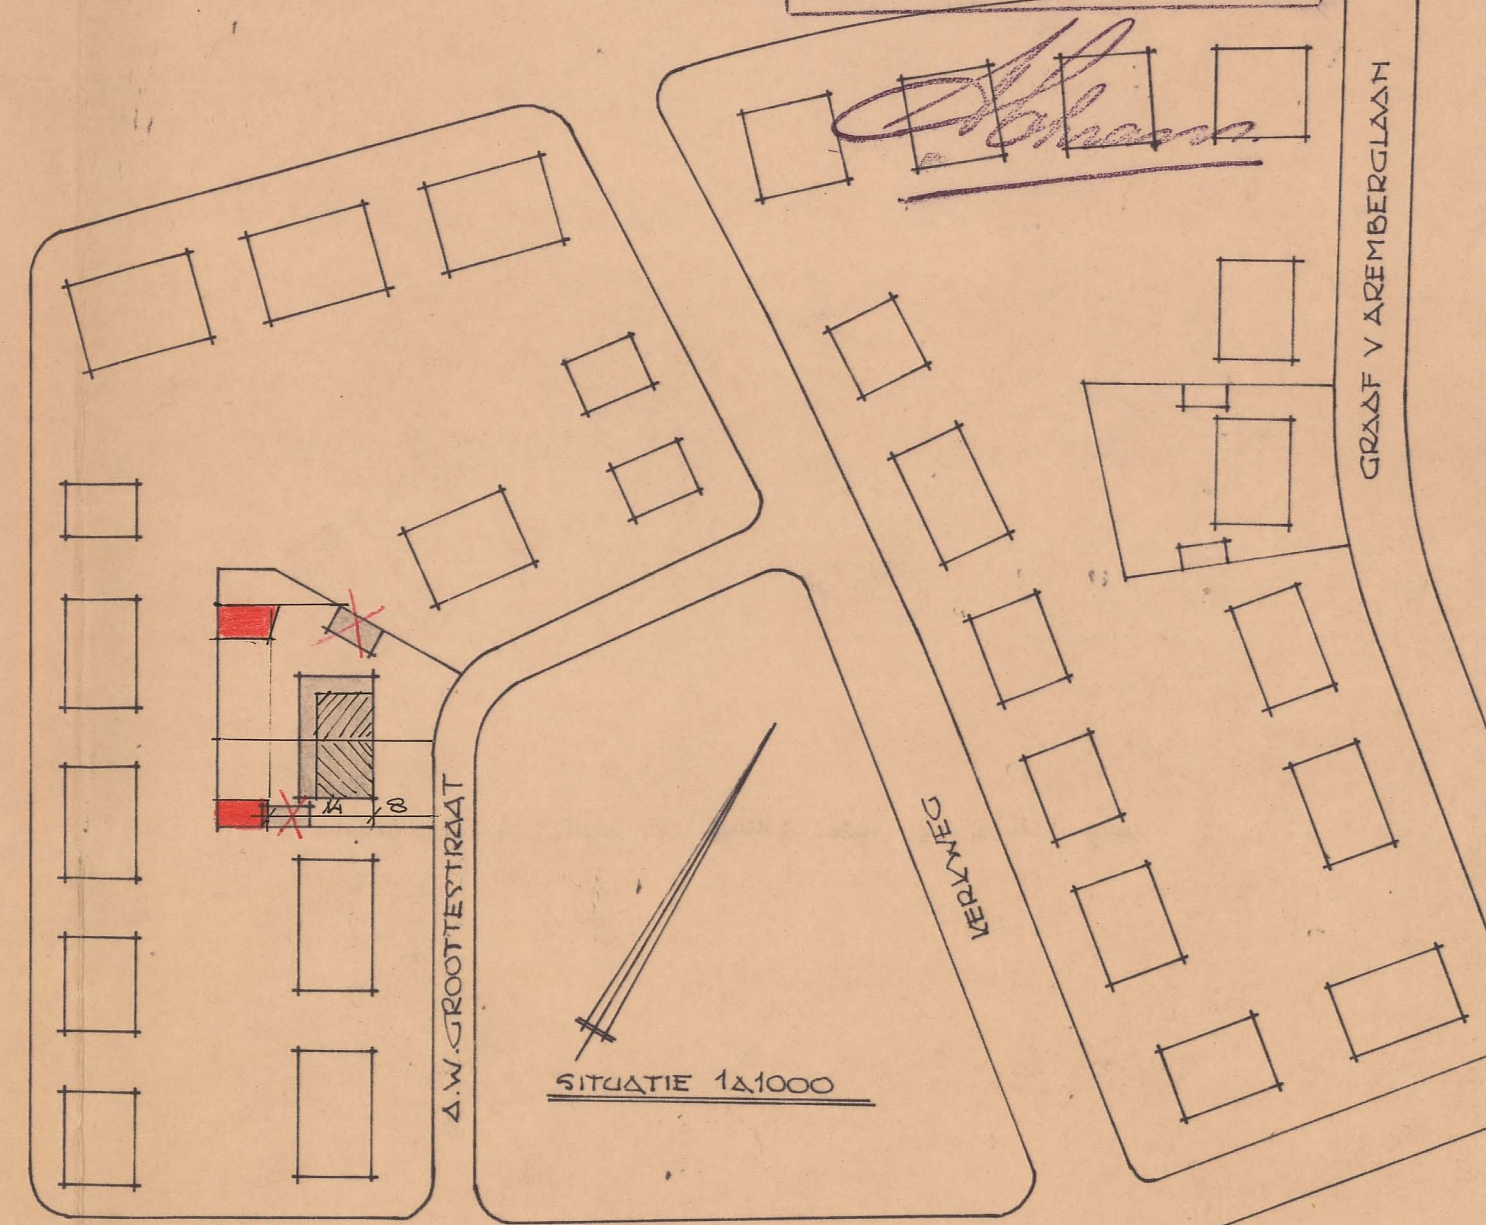 GRAAF V AREMBERGLAAN
14 8
A.W.GROOTTESTRAAT
KERKWEG
SITUATIE 1A1000